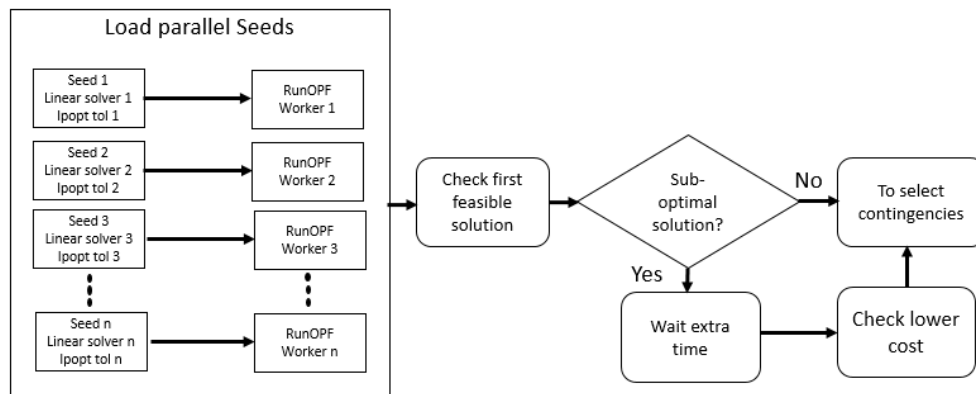 Load parallel Seeds
Seed 1
Linear solver 1
Ipopt tol 1
RunOPF
Worker 1
Seed 2
Linear solver 2
Ipopt tol 2
RunOPF
Worker 2
Seed 3
Linear solver 3
Ipopt tol 3
RunOPF
Worker 3
Seed n
Linear solver n
Ipopt tol n
RunOPF
Worker n
Check first
feasible
solution
Sub-
optimal
solution?
No
To select
contingencies
Yes
Wait extra
time
Check lower
cost